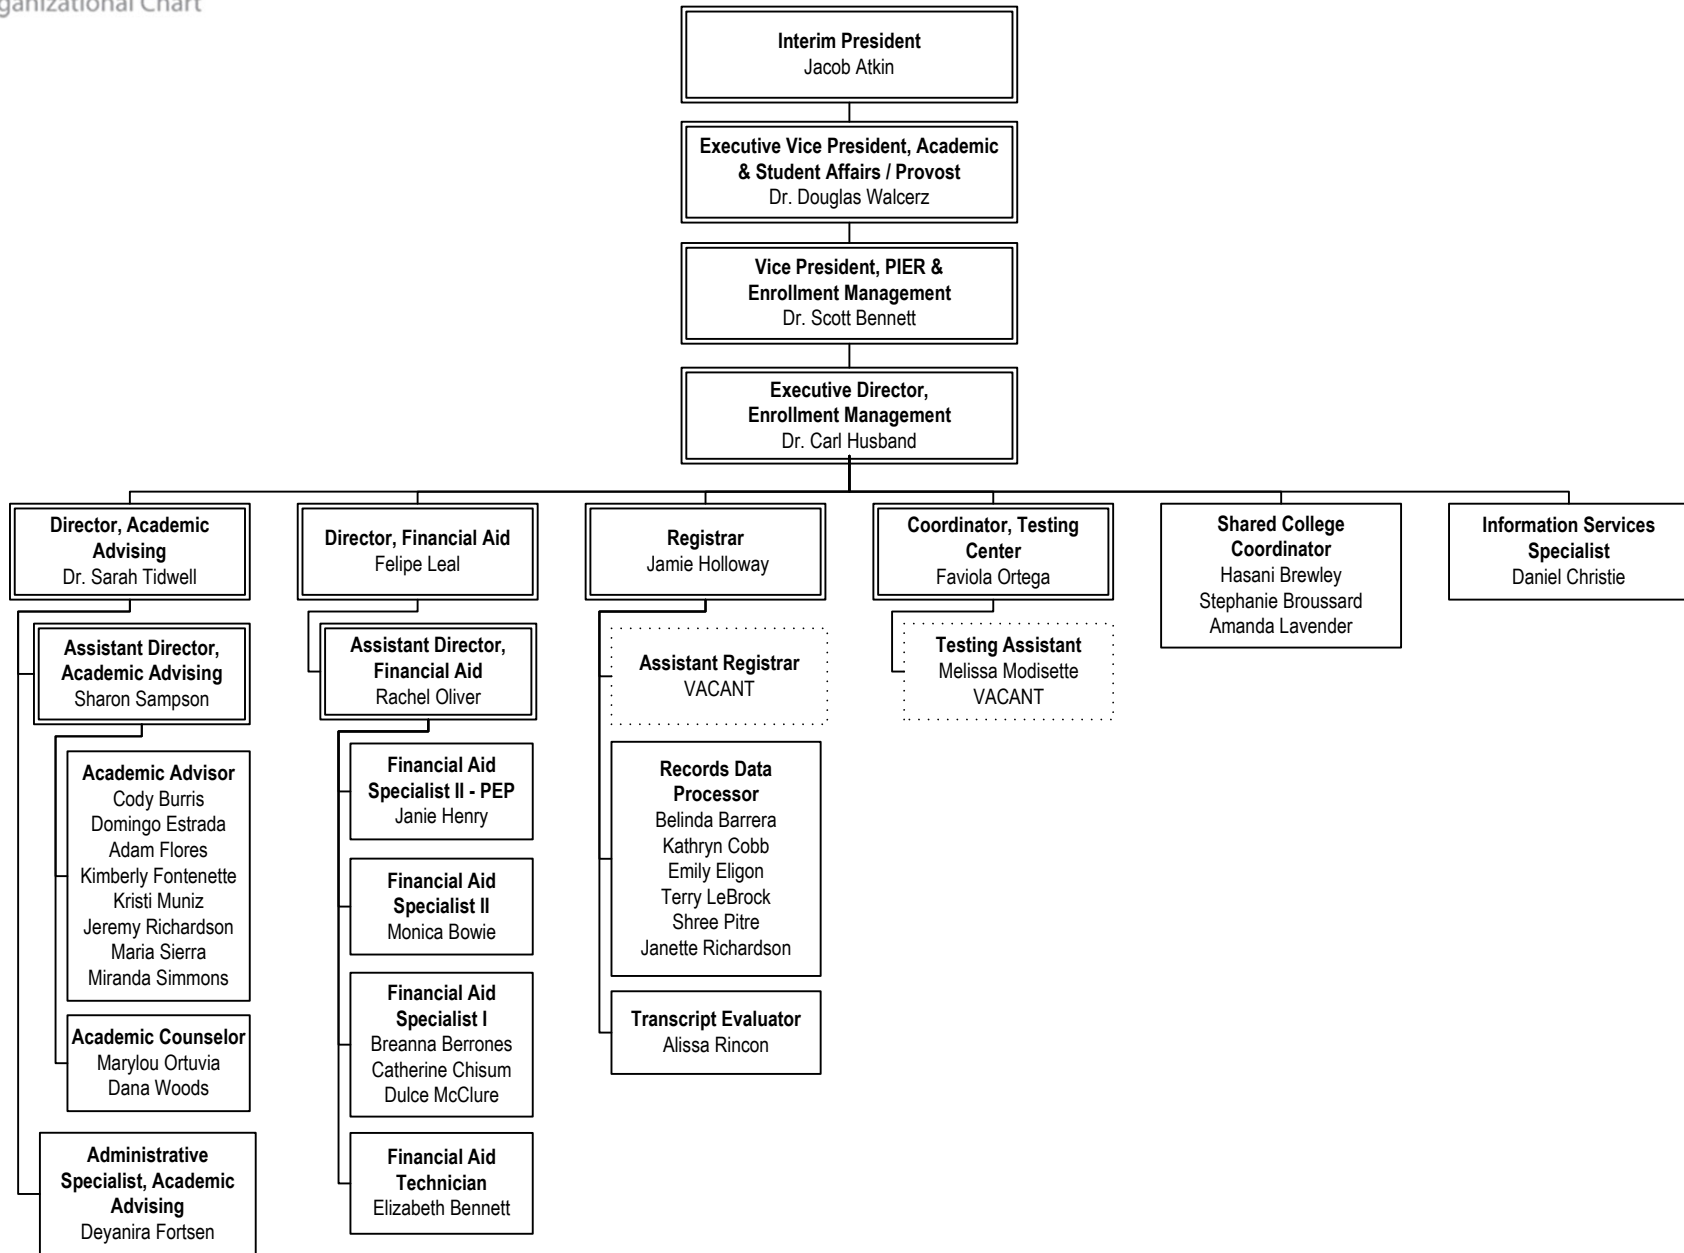 Organizational Chart
Interim President
Jacob Atkin
Executive Vice President, Academic
& Student Affairs / Provost
Dr. Douglas Walcerz
Vice President, PIER &
Enrollment Management
Dr. Scott Bennett
Executive Director,
Enrollment Management
Dr. Carl Husband
Director, Academic
Advising
Dr. Sarah Tidwell
Assistant Director,
Academic Advising
Sharon Sampson
Academic Advisor
Cody Burris
Domingo Estrada
Adam Flores
Kimberly Fontenette
Kristi Muniz
Jeremy Richardson
Maria Sierra
Miranda Simmons
Academic Counselor
Marylou Ortuvia
Dana Woods
Administrative
Specialist, Academic
Advising
Deyanira Fortsen
Director, Financial Aid
Felipe Leal
Assistant Director,
Financial Aid
Rachel Oliver
Financial Aid
Specialist II - PEP
Janie Henry
Financial Aid
Specialist II
Monica Bowie
Financial Aid
Specialist I
Breanna Berrones
Catherine Chisum
Dulce McClure
Financial Aid
Technician
Elizabeth Bennett
Registrar
Jamie Holloway
Assistant Registrar
VACANT
Records Data
Processor
Belinda Barrera
Kathryn Cobb
Emily Eligon
Terry LeBrock
Shree Pitre
Janette Richardson
Transcript Evaluator
Alissa Rincon
Coordinator, Testing
Center
Faviola Ortega
Testing Assistant
Melissa Modisette
VACANT
Shared College
Coordinator
Hasani Brewley
Stephanie Broussard
Amanda Lavender
Information Services
Specialist
Daniel Christie